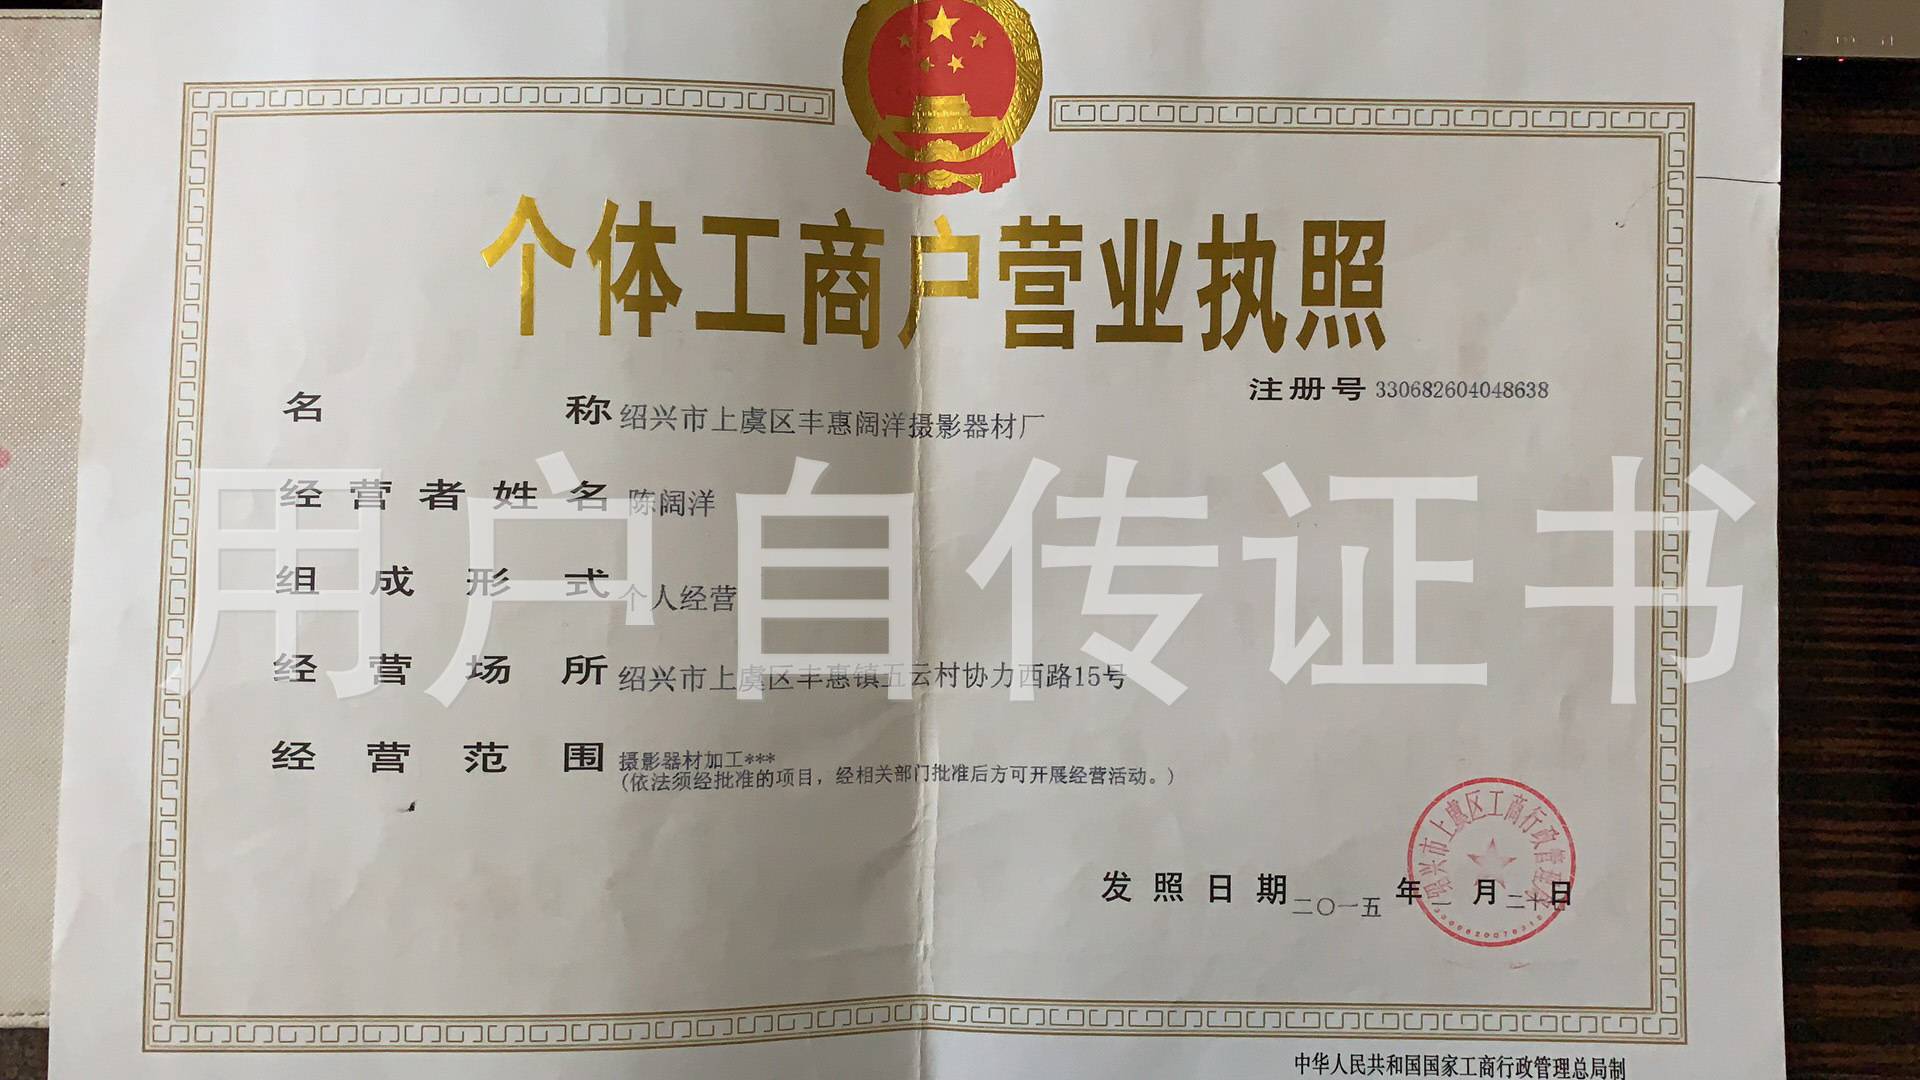 个体工商户营业执照
注册号 330682604048638
名称 绍兴市上虞区丰惠阔洋摄影器材厂
经营者姓名 陈阔洋
组成形式 个人经营
经营场所 绍兴市上虞区丰惠镇五云村协力西路15号
经营范围 摄影器材加工***
(依法须经批准的项目，经相关部门批准后方可开展经营活动。)
用户自传证书
绍兴市上虞区工商行政管理局
发照日期 二〇一五年一月二十日
中华人民共和国国家工商行政管理总局制